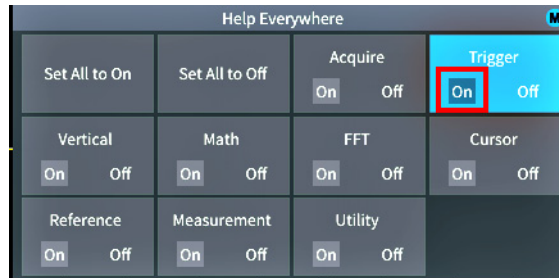 Help Everywhere
M
Set All to On
Set All to Off
Acquire
On Off
Trigger
On Off
Vertical
On Off
Math
On Off
FFT
On Off
Cursor
On Off
Reference
On Off
Measurement
On Off
Utility
On Off